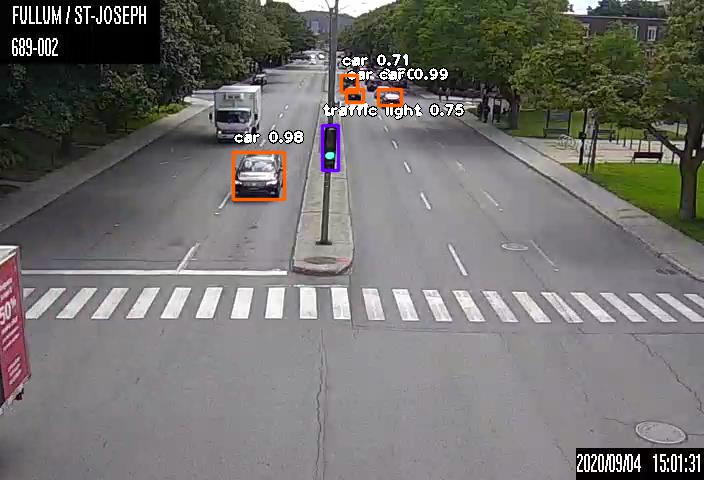 FULLUM / ST-JOSEPH
689-002
car 0.71
car 0.99
traffic light 0.75
car 0.98
50%
2020/09/04 15:01:31